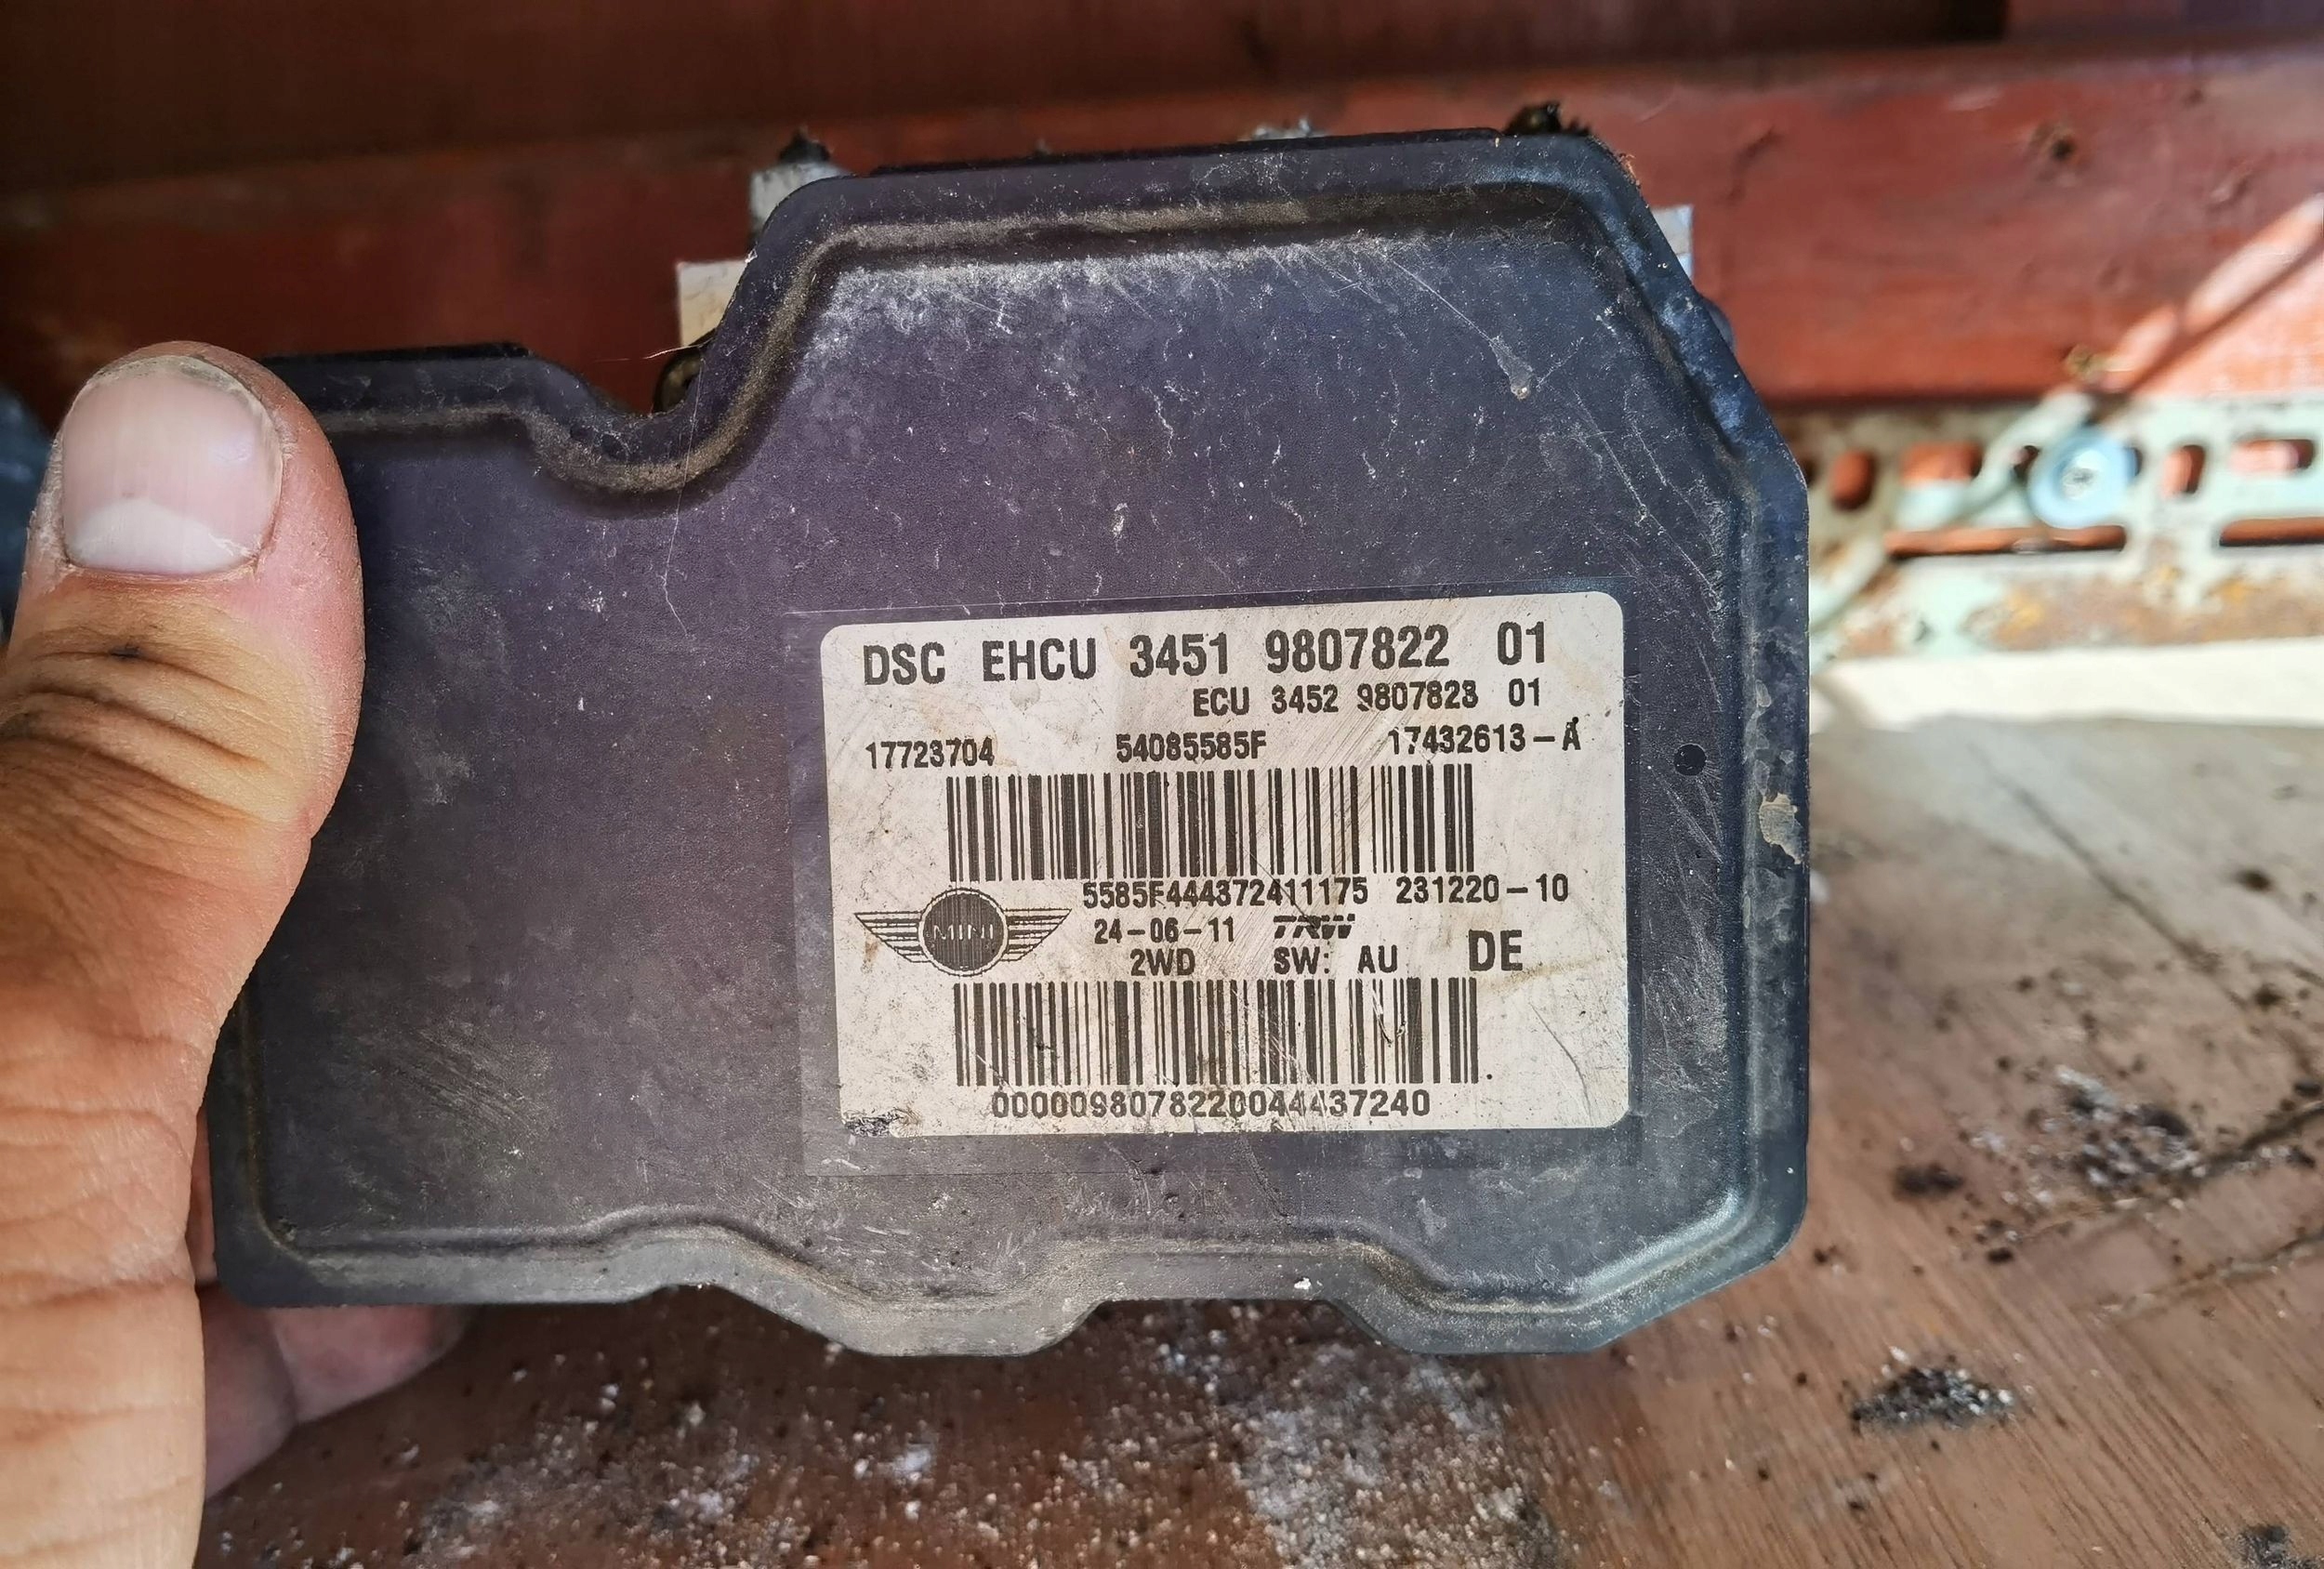 DSC EHCU 3451 9807822 01
ECU 3452 9807823 01
17723704 54085585F 17432613-A
5585F444372411175 231220-10
MINI
24-06-11 TRW
2WD SW: AU DE
0000098078220044437240